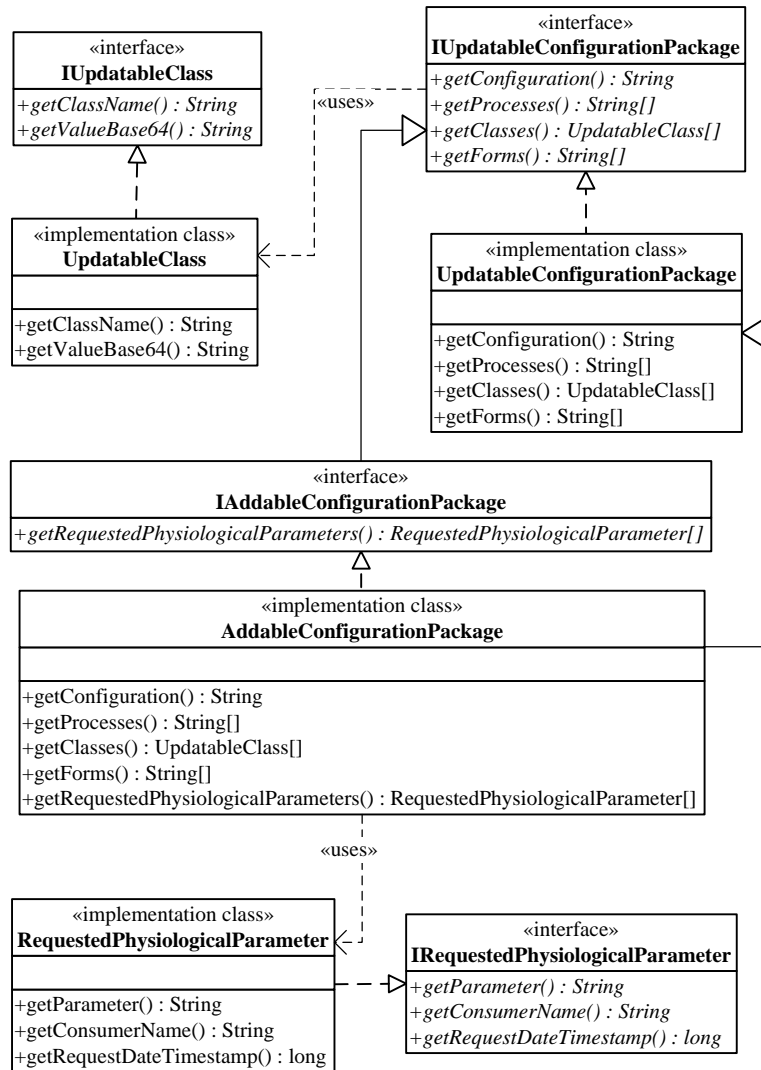 «interface»
IUpdatableClass
+getClassName() : String
+getValueBase64() : String
«interface»
IUpdatableConfigurationPackage
+getConfiguration() : String
+getProcesses() : String[]
+getClasses() : UpdatableClass[]
+getForms() : String[]
«uses»
«implementation class»
UpdatableClass
+getClassName() : String
+getValueBase64() : String
«implementation class»
UpdatableConfigurationPackage
+getConfiguration() : String
+getProcesses() : String[]
+getClasses() : UpdatableClass[]
+getForms() : String[]
«interface»
IAddableConfigurationPackage
+getRequestedPhysiologicalParameters() : RequestedPhysiologicalParameter[]
«implementation class»
AddableConfigurationPackage
+getConfiguration() : String
+getProcesses() : String[]
+getClasses() : UpdatableClass[]
+getForms() : String[]
+getRequestedPhysiologicalParameters() : RequestedPhysiologicalParameter[]
«uses»
«implementation class»
RequestedPhysiologicalParameter
+getParameter() : String
+getConsumerName() : String
+getRequestDateTimestamp() : long
«interface»
IRequestedPhysiologicalParameter
+getParameter() : String
+getConsumerName() : String
+getRequestDateTimestamp() : long